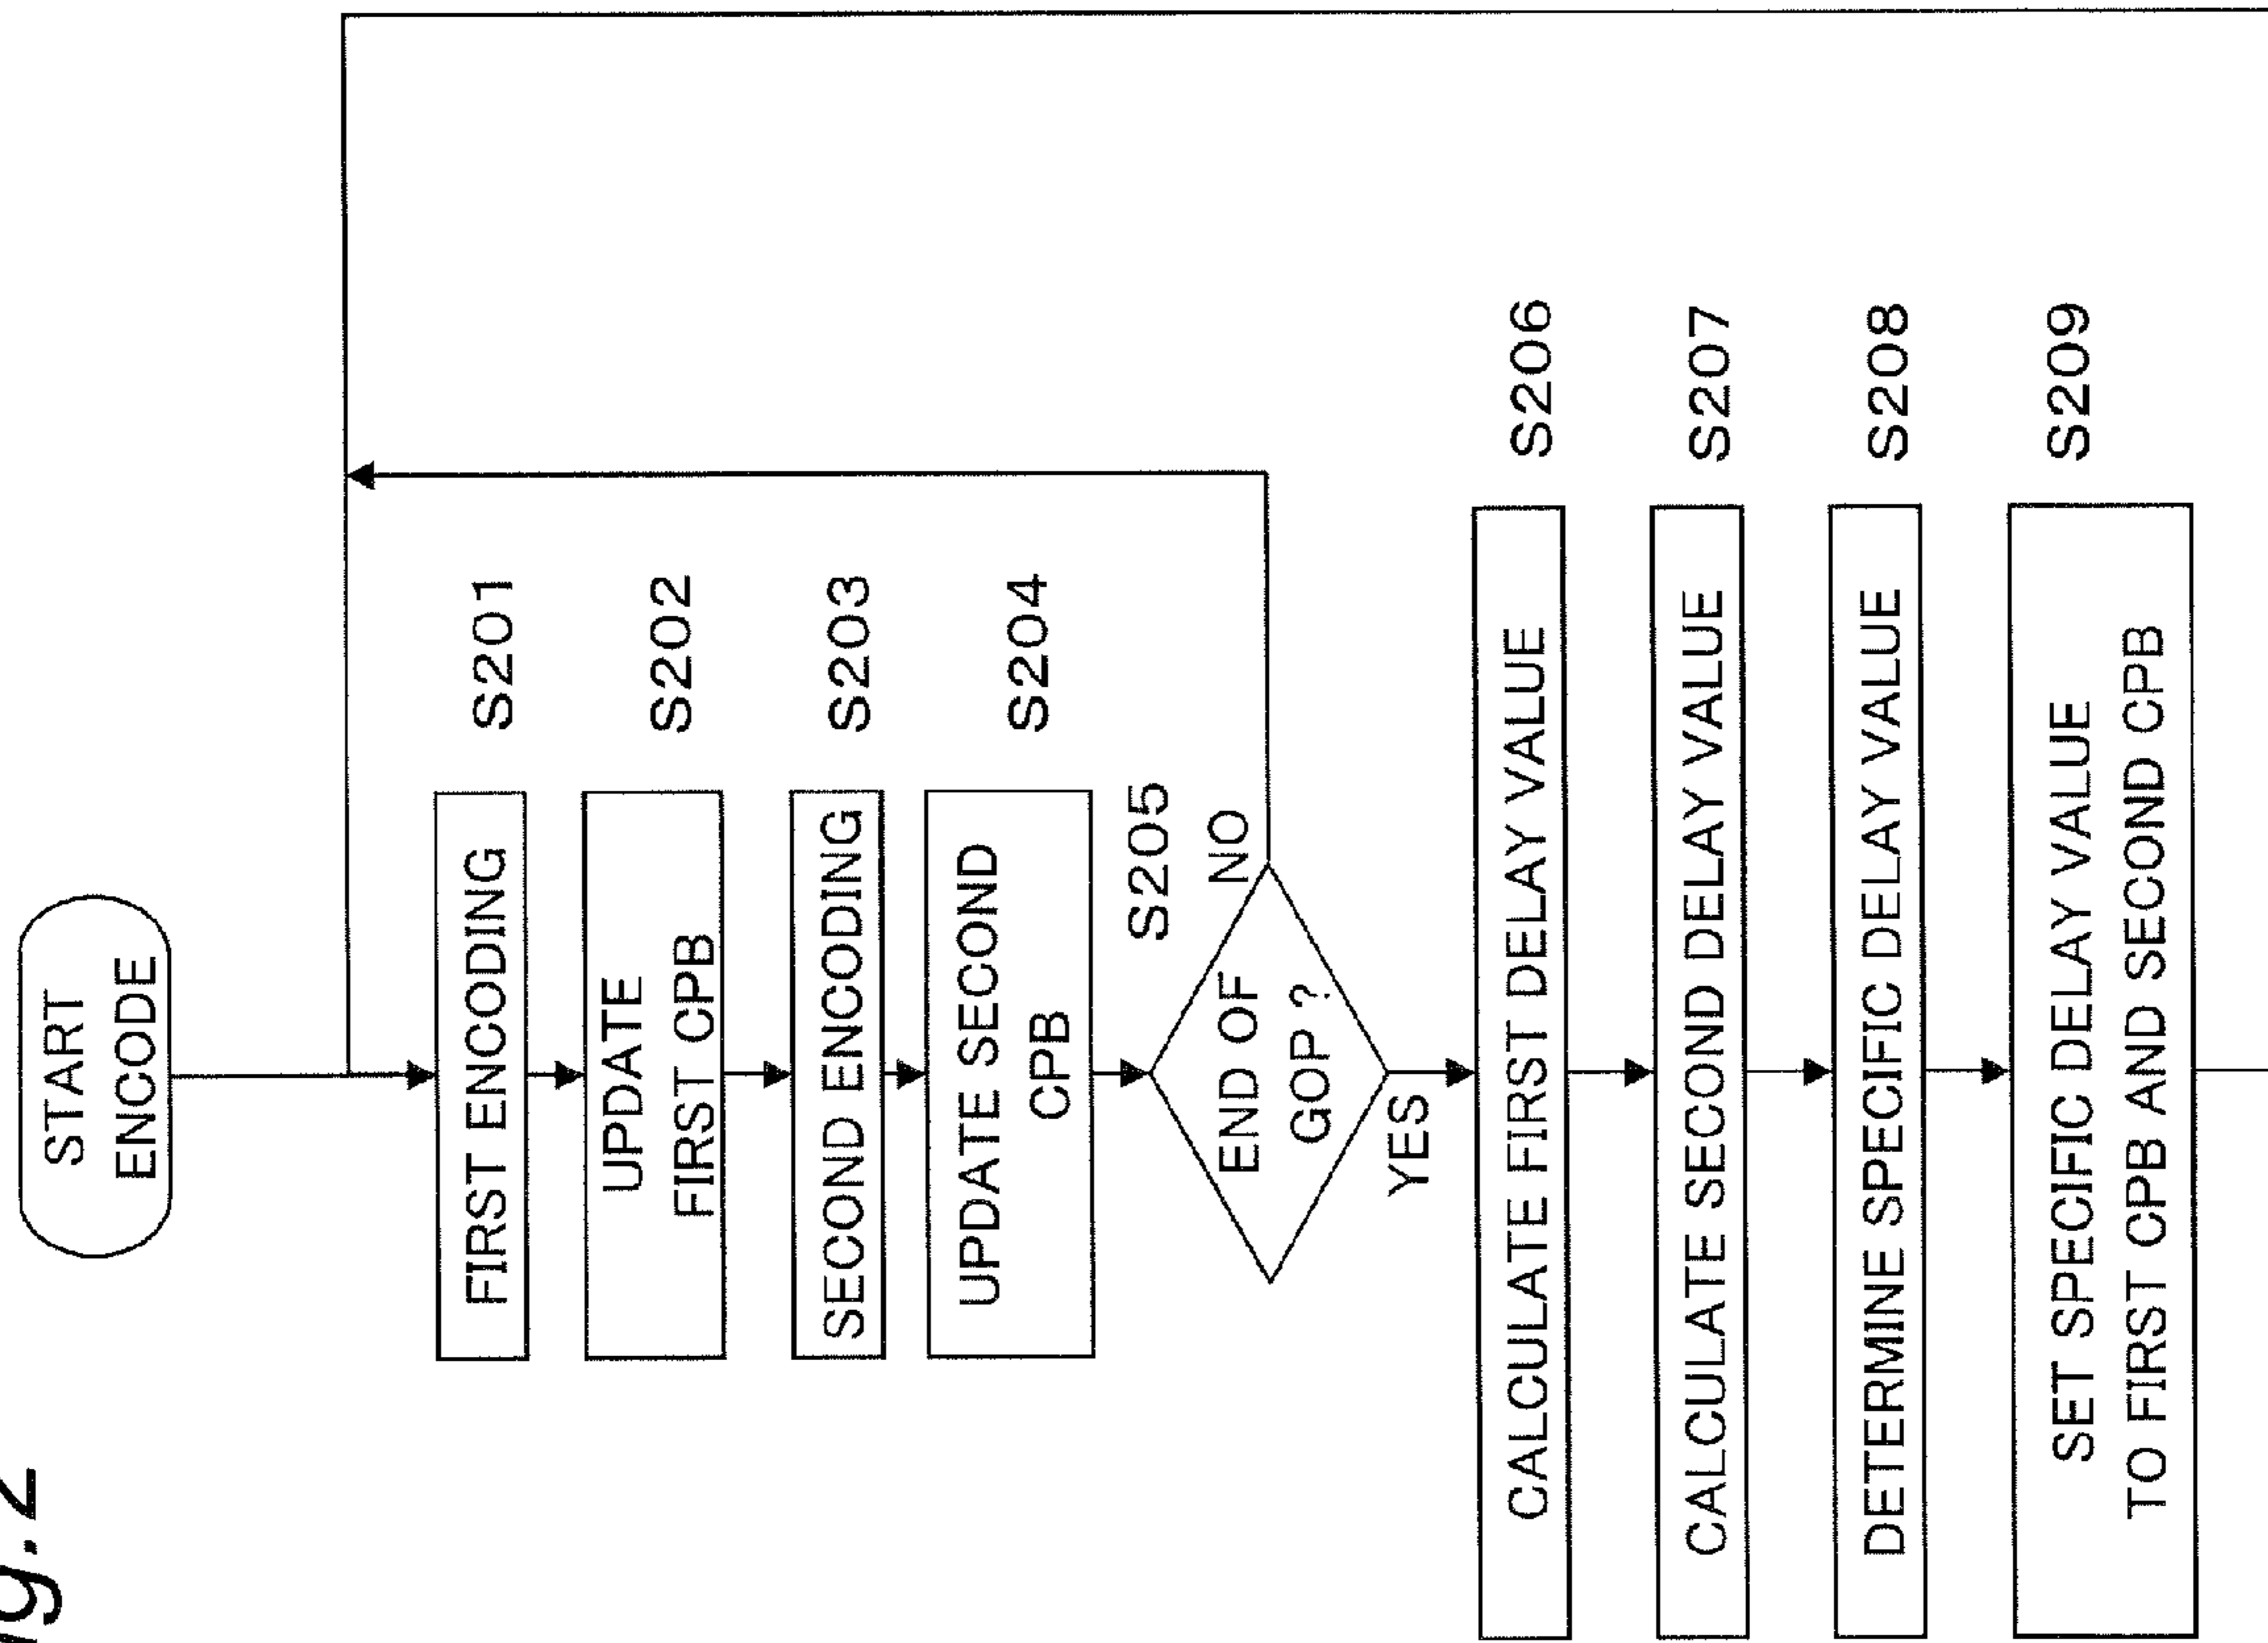 ig.2
START
ENCODE
FIRST ENCODING
S201
UPDATE
FIRST CPB
S202
SECOND ENCODING
S203
UPDATE SECOND
CPB
S204
S205
END OF
GOP ?
NO
YES
CALCULATE FIRST DELAY VALUE
S206
CALCULATE SECOND DELAY VALUE
S207
DETERMINE SPECIFIC DELAY VALUE
S208
SET SPECIFIC DELAY VALUE
TO FIRST CPB AND SECOND CPB
S209